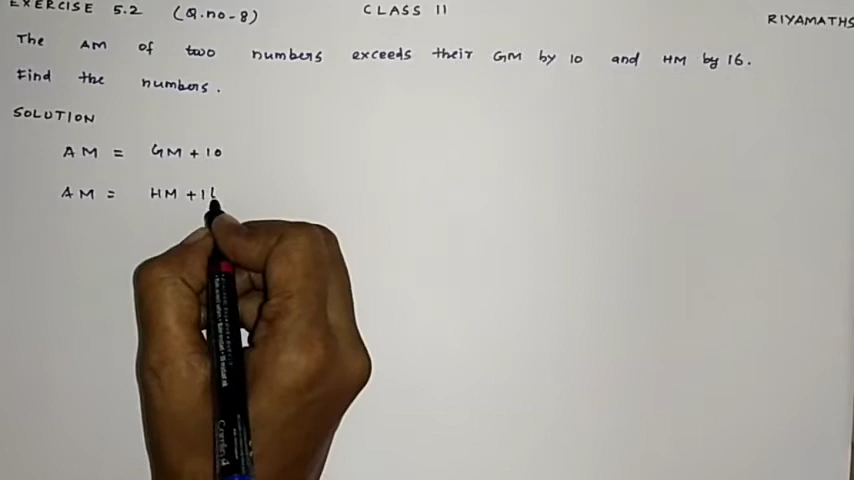 EXERCISE 5.2 (Q.no-8) CLASS 11 RIYAMATHS
The AM of two numbers exceeds their GM by 10 and HM by 16.
Find the numbers.
SOLUTION
AM = GM + 10
AM = HM + 1